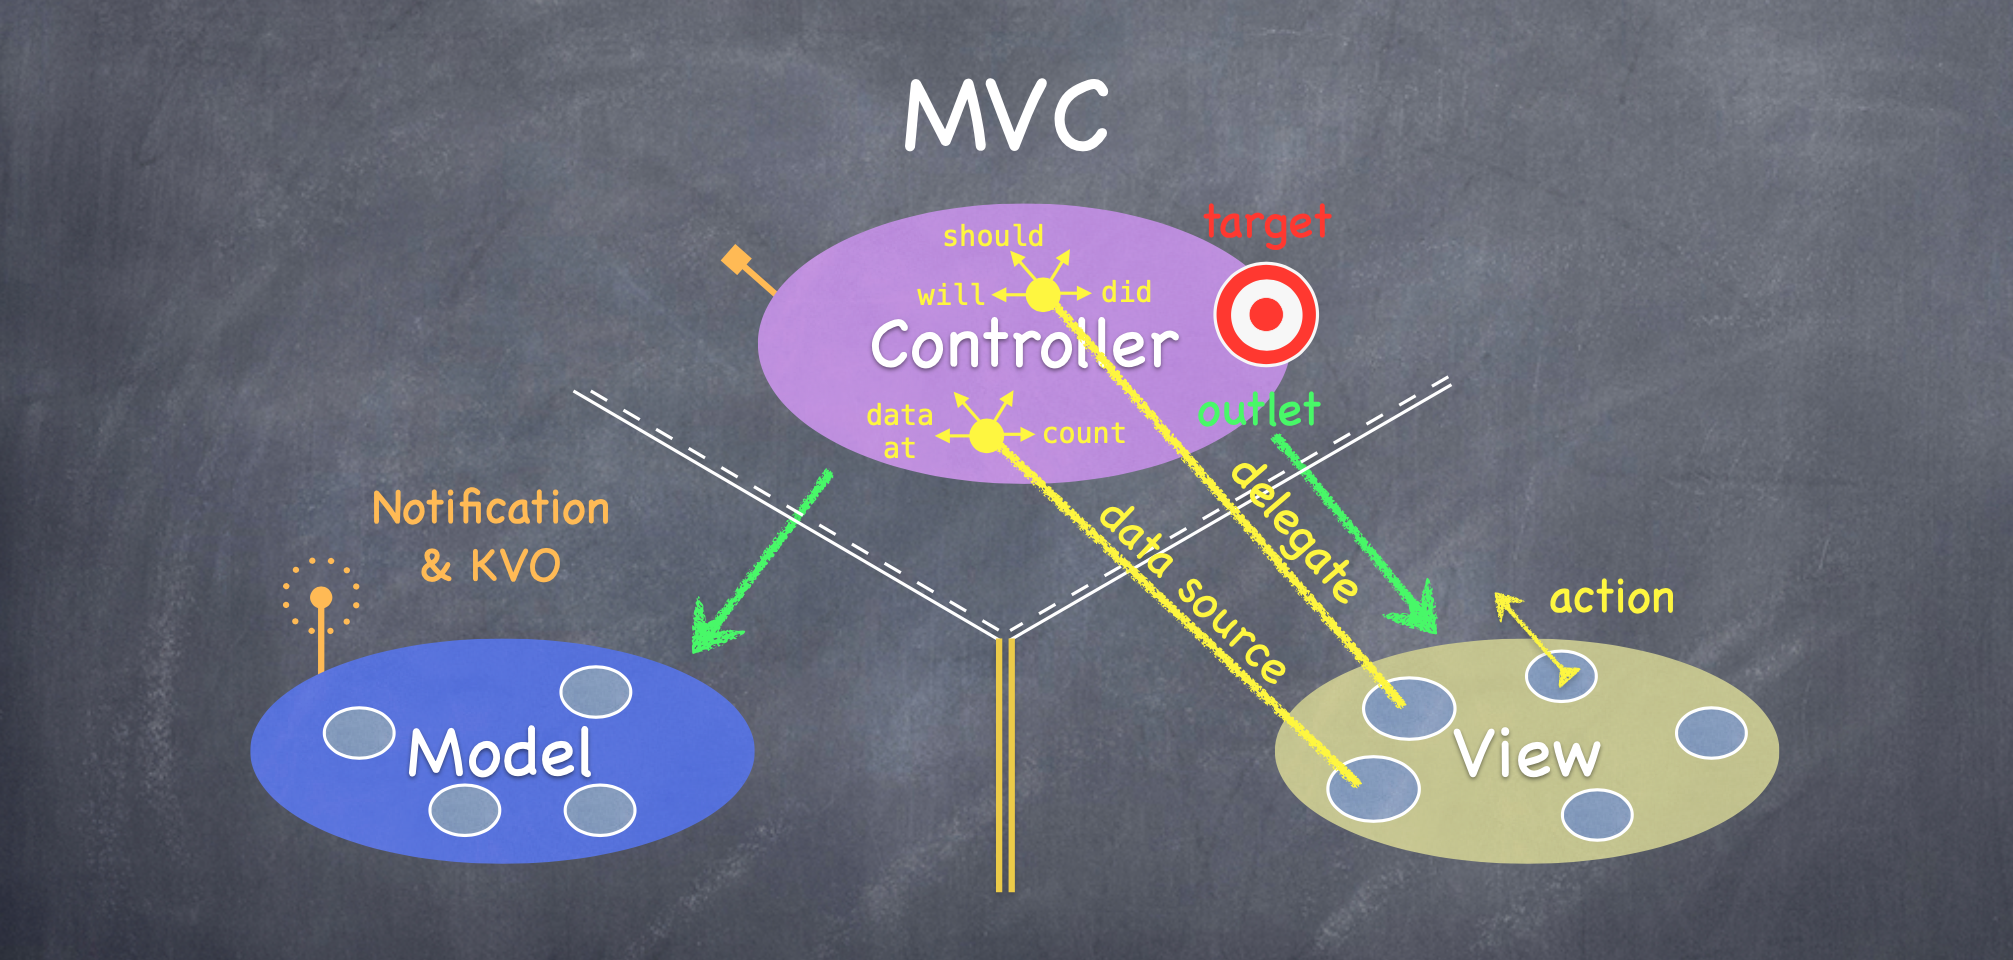 MVC
should
target
will
did
Controller
data
at
count
outlet
delegate
data source
Notification
& KVO
action
Model
View